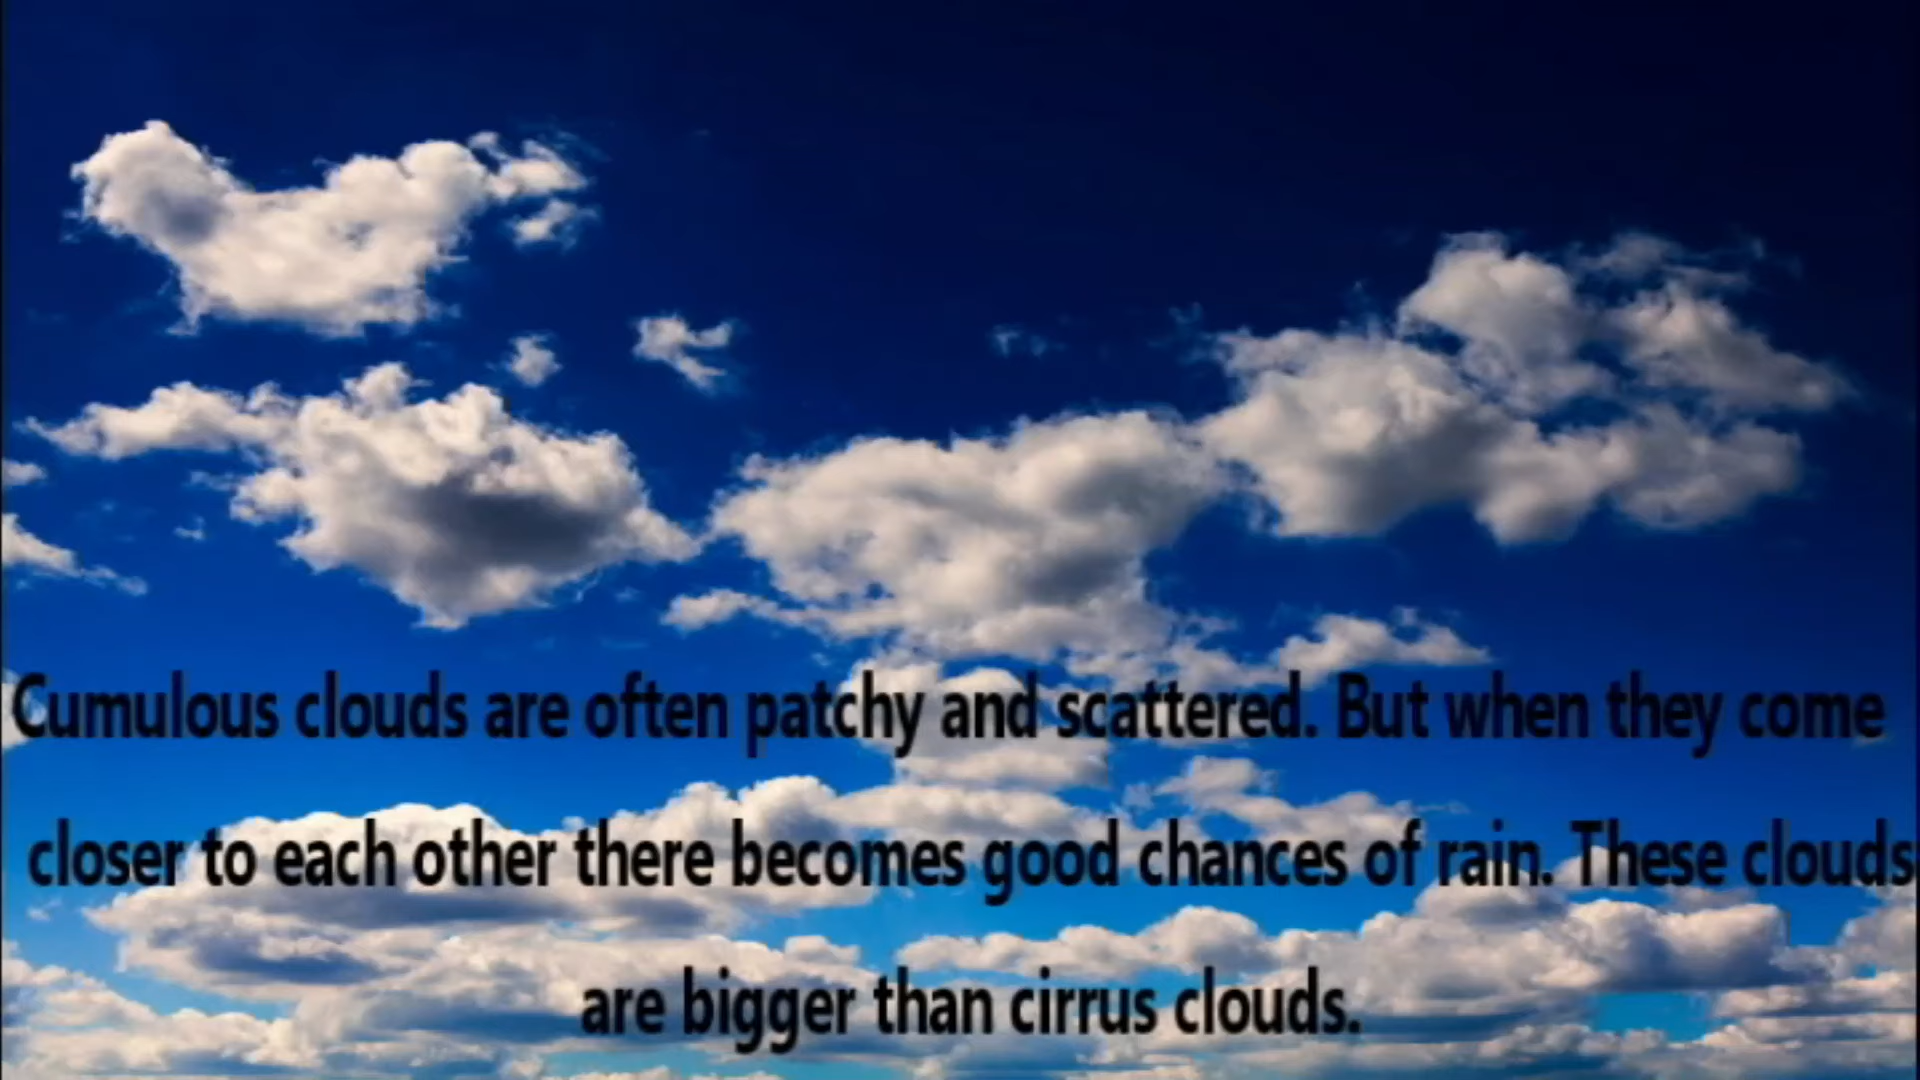 Cumulous clouds are often patchy and scattered. But when they come
closer to each other there becomes good chances of rain. These clouds
are bigger than cirrus clouds.